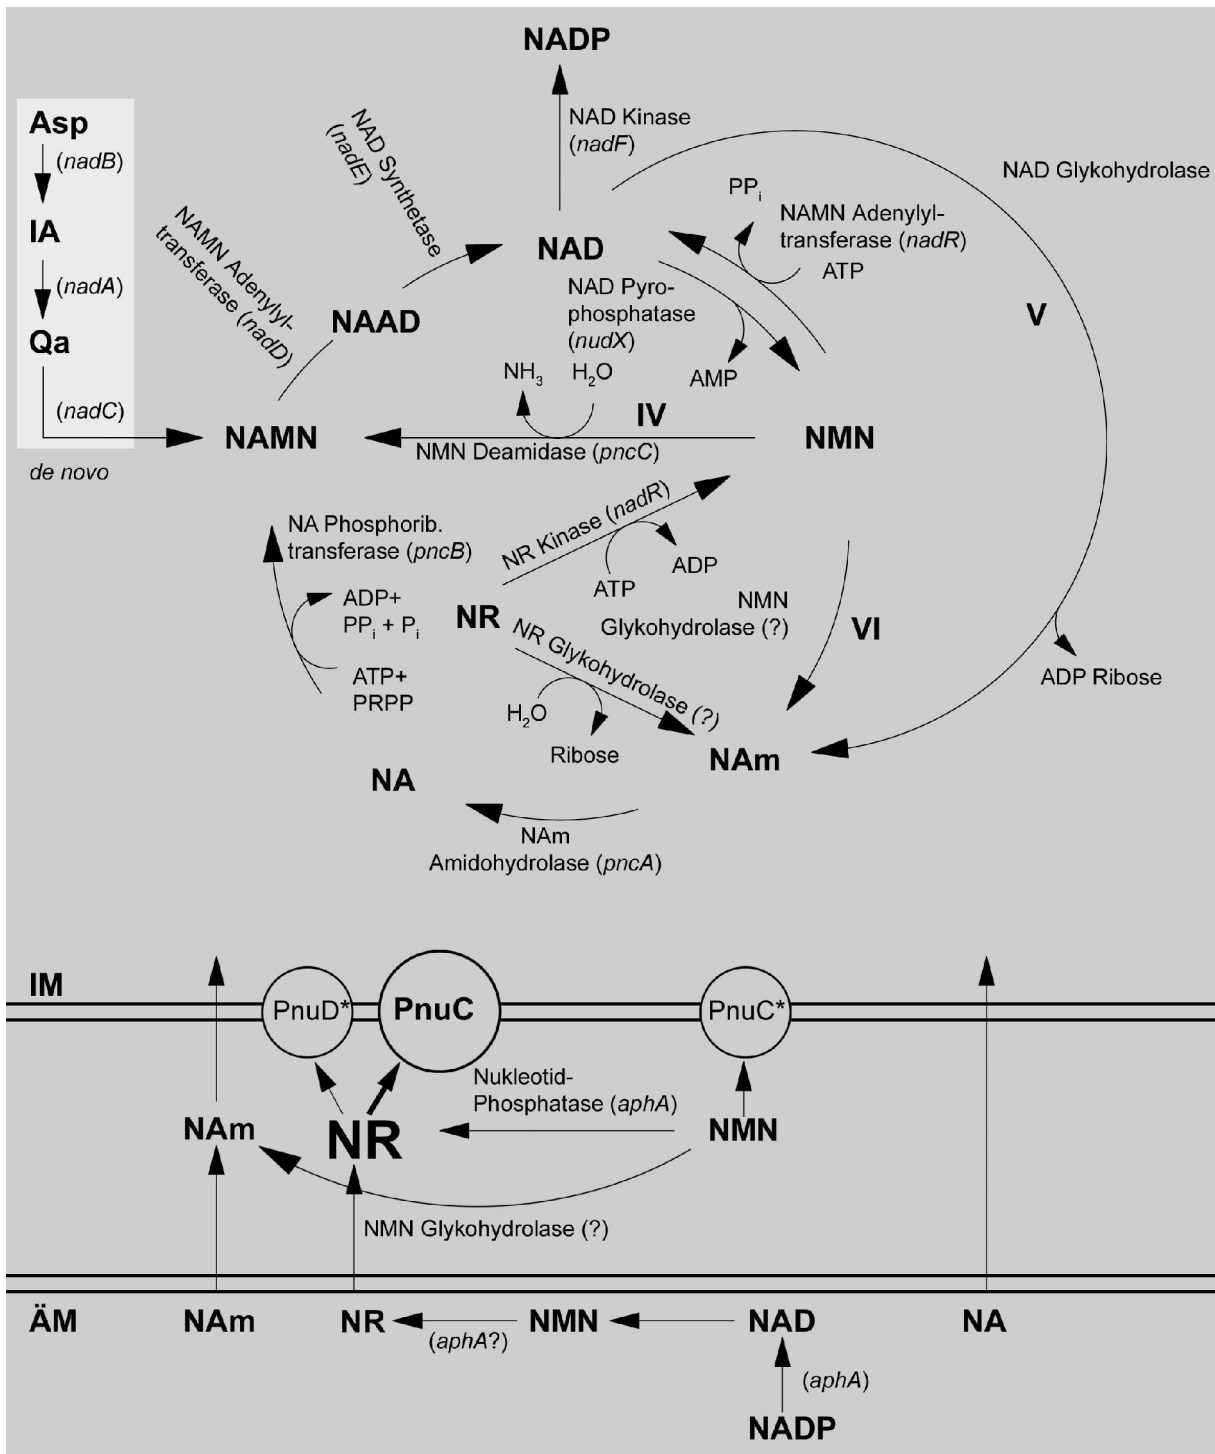 NADP
NAD Kinase
(nadF)
Asp
(nadB)
IA
(nadA)
Qa
(nadC)
de novo
NAD Synthetase
(nadE)
NAMN Adenylyl-
transferase (nadD)
NAD Glykohydrolase
PPi
NAMN Adenylyl-
transferase (nadR)
ATP
NAD
NAD Pyro-
phosphatase
(nudX)
AMP
NAAD
V
NH3
H2O
IV
NAMN
NMN Deamidase (pncC)
NMN
NA Phosphorib.
transferase (pncB)
NR Kinase (nadR)
ATP
ADP
ADP+
PPi + Pi
ATP+
PRPP
NR
NMN
Glykohydrolase (?)
VI
NR Glykohydrolase (?)
H2O
Ribose
ADP Ribose
NAm
NA
NAm
Amidohydrolase (pncA)
IM
PnuD*
PnuC
PnuC*
Nukleotid-
Phosphatase (aphA)
NAm
NR
NMN
NMN Glykohydrolase (?)
ÄM
NAm
NR
(aphA?)
NMN
NAD
NA
(aphA)
NADP